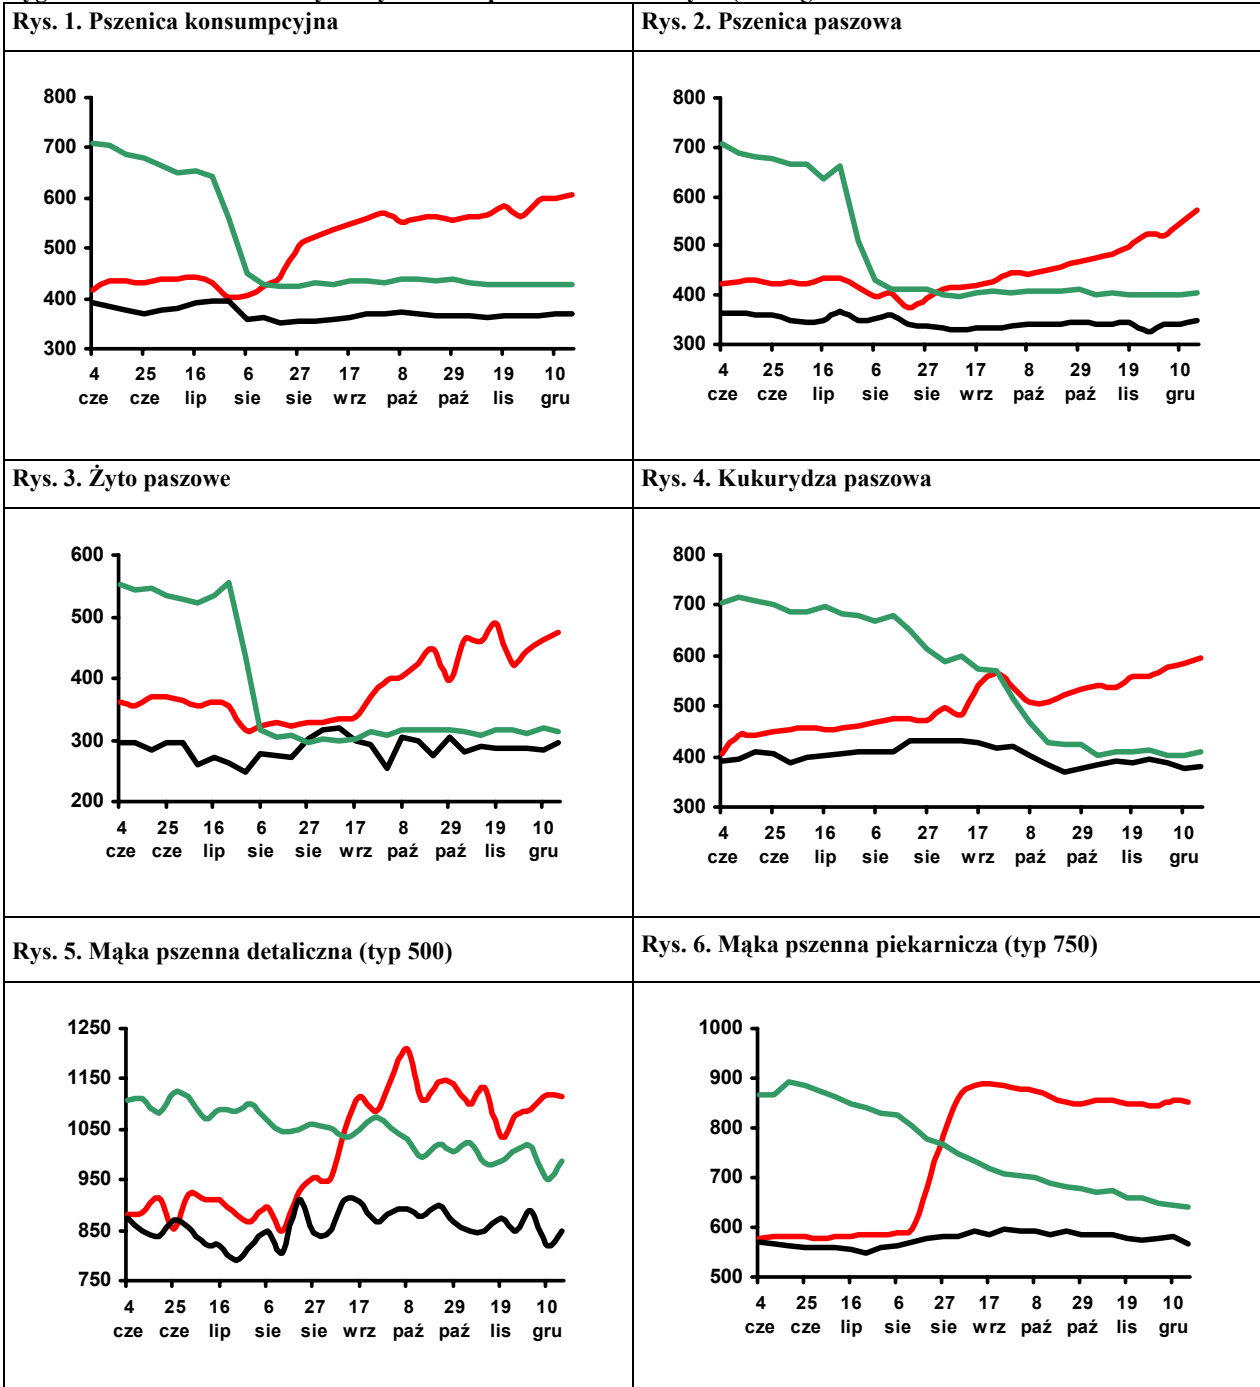 Rys. 1. Pszenica konsumpcyjna
Rys. 2. Pszenica paszowa
800
700
600
500
400
300
4 25 16 6 27 17 8 29 19 10
cze cze lip sie sie wrz paź paź lis gru
800
700
600
500
400
300
4 25 16 6 27 17 8 29 19 10
cze cze lip sie sie wrz paź paź lis gru
Rys. 3. Żyto paszowe
Rys. 4. Kukurydza paszowa
600
500
400
300
200
4 25 16 6 27 17 8 29 19 10
cze cze lip sie sie wrz paź paź lis gru
800
700
600
500
400
300
4 25 16 6 27 17 8 29 19 10
cze cze lip sie sie wrz paź paź lis gru
Rys. 5. Mąka pszenna detaliczna (typ 500)
Rys. 6. Mąka pszenna piekarnicza (typ 750)
1250
1150
1050
950
850
750
4 25 16 6 27 17 8 29 19 10
cze cze lip sie sie wrz paź paź lis gru
1000
900
800
700
600
500
4 25 16 6 27 17 8 29 19 10
cze cze lip sie sie wrz paź paź lis gru